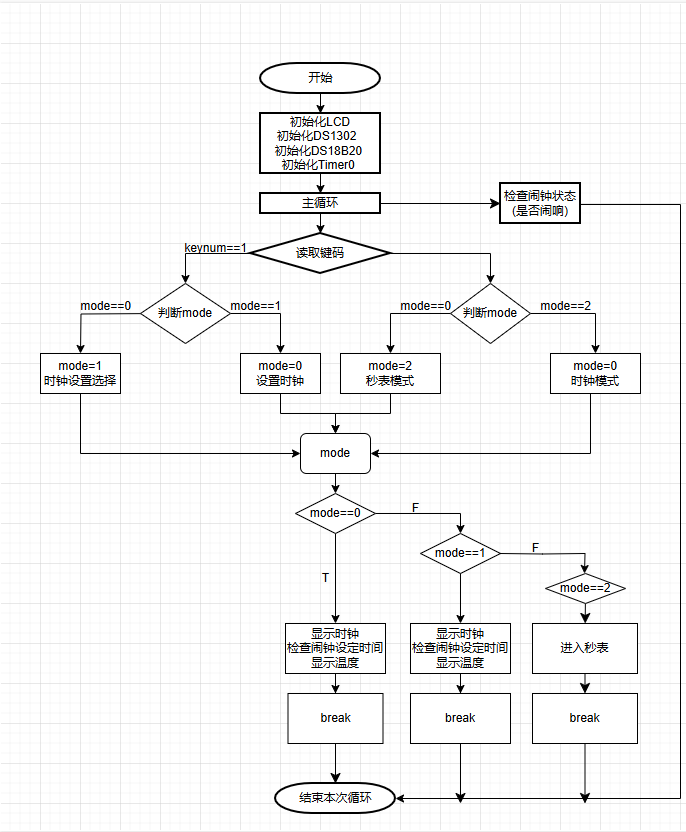 开始
初始化LCD
初始化DS1302
初始化DS18B20
初始化Timer0
主循环
检查闹钟状态
(是否闹响)
keynum==1
读取键码
mode==0
判断mode
mode==1
mode==0
判断mode
mode==2
mode=1
时钟设置选择
mode=0
设置时钟
mode=2
秒表模式
mode=0
时钟模式
mode
mode==0
F
mode==1
F
T
mode==2
显示时钟
检查闹钟设定时间
显示温度
显示时钟
检查闹钟设定时间
显示温度
进入秒表
break
break
break
结束本次循环